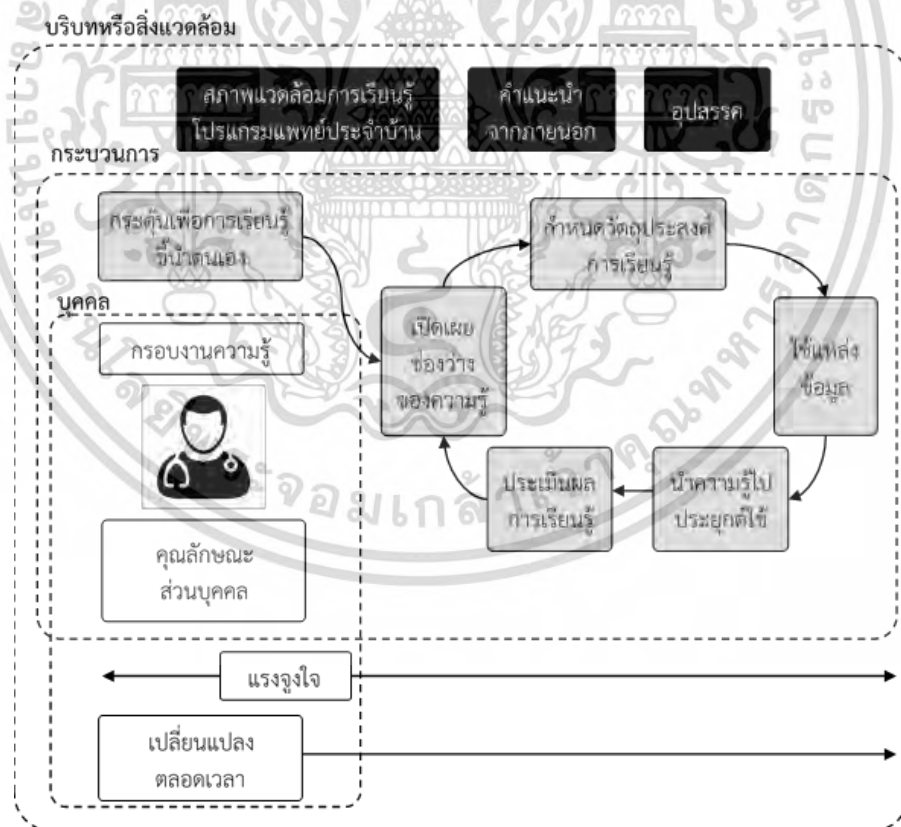 บริบทหรือสิ่งแวดล้อม
สภาพแวดล้อมการเรียนรู้
โปรแกรมแพทย์ประจำบ้าน
คำแนะนำ
จากภายนอก
อุปสรรค
กระบวนการ
กระตุ้นเพื่อการเรียนรู้
ชี้นำตนเอง
กำหนดวัตถุประสงค์
การเรียนรู้
บุคคล
กรอบงานความรู้
เปิดเผย
ช่องว่าง
ของความรู้
ใช้แหล่ง
ข้อมูล
ประเมินผล
การเรียนรู้
นำความรู้ไป
ประยุกต์ใช้
คุณลักษณะ
ส่วนบุคคล
แรงจูงใจ
เปลี่ยนแปลง
ตลอดเวลา